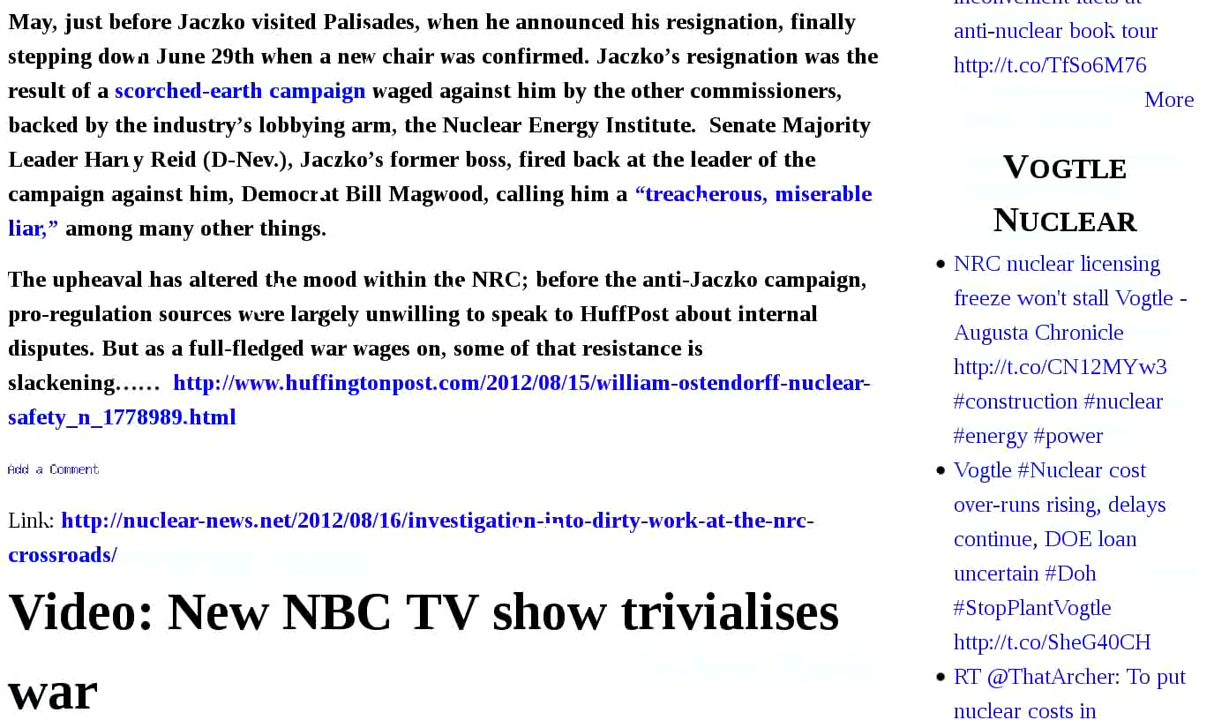 May, just before Jaczko visited Palisades, when he announced his resignation, finally
stepping down June 29th when a new chair was confirmed. Jaczko’s resignation was the
result of a scorched-earth campaign waged against him by the other commissioners,
backed by the industry’s lobbying arm, the Nuclear Energy Institute.  Senate Majority
Leader Harry Reid (D-Nev.), Jaczko’s former boss, fired back at the leader of the
campaign against him, Democrat Bill Magwood, calling him a “treacherous, miserable
liar,” among many other things.
The upheaval has altered the mood within the NRC; before the anti-Jaczko campaign,
pro-regulation sources were largely unwilling to speak to HuffPost about internal
disputes. But as a full-fledged war wages on, some of that resistance is
slackening……  http://www.huffingtonpost.com/2012/08/15/william-ostendorff-nuclear-
safety_n_1778989.html
Add a Comment
Link: http://nuclear-news.net/2012/08/16/investigation-into-dirty-work-at-the-nrc-
crossroads/
Video: New NBC TV show trivialises
war
anti-nuclear book tour
http://t.co/TfSo6M76
More
VOGTLE
NUCLEAR
NRC nuclear licensing
freeze won't stall Vogtle -
Augusta Chronicle
http://t.co/CN12MYw3
#construction #nuclear
#energy #power
Vogtle #Nuclear cost
over-runs rising, delays
continue, DOE loan
uncertain #Doh
#StopPlantVogtle
http://t.co/SheG40CH
RT @ThatArcher: To put
nuclear costs in